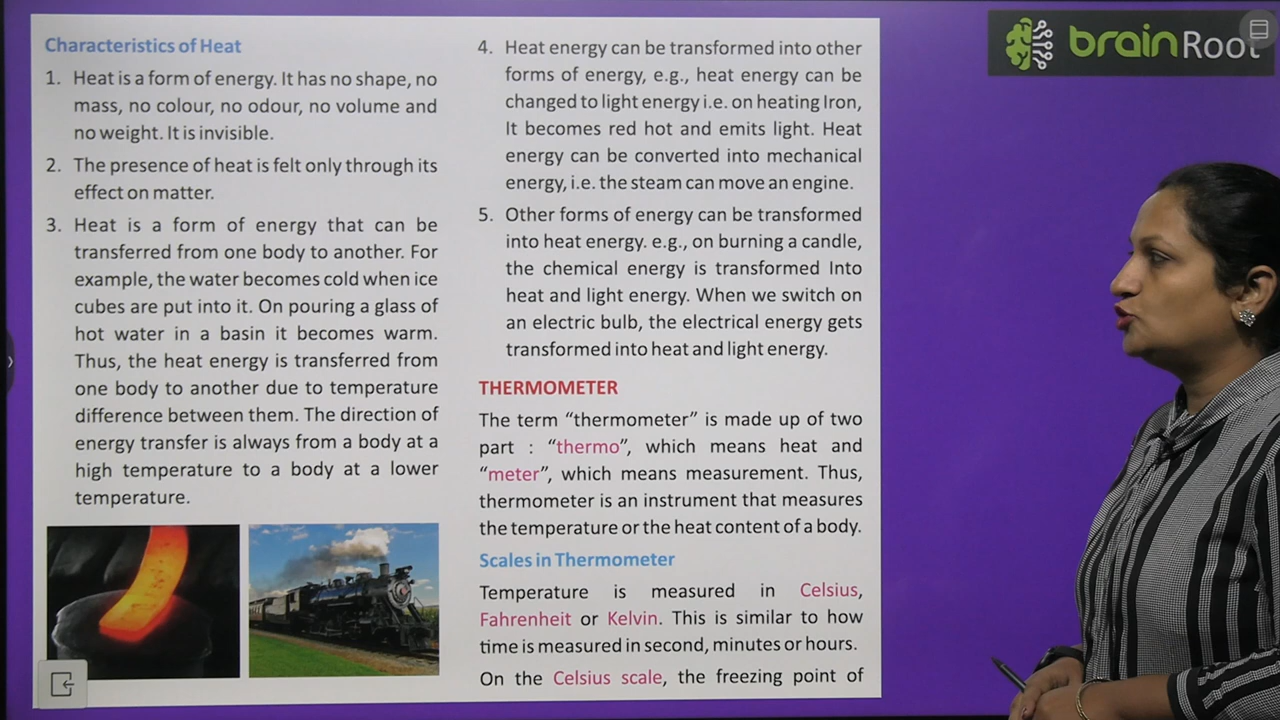 Characteristics of Heat
1. Heat is a form of energy. It has no shape, no
mass, no colour, no odour, no volume and
no weight. It is invisible.
2. The presence of heat is felt only through its
effect on matter.
3. Heat is a form of energy that can be
transferred from one body to another. For
example, the water becomes cold when ice
cubes are put into it. On pouring a glass of
hot water in a basin it becomes warm.
Thus, the heat energy is transferred from
one body to another due to temperature
difference between them. The direction of
energy transfer is always from a body at a
high temperature to a body at a lower
temperature.
4. Heat energy can be transformed into other
forms of energy, e.g., heat energy can be
changed to light energy i.e. on heating Iron,
It becomes red hot and emits light. Heat
energy can be converted into mechanical
energy, i.e. the steam can move an engine.
5. Other forms of energy can be transformed
into heat energy. e.g., on burning a candle,
the chemical energy is transformed Into
heat and light energy. When we switch on
an electric bulb, the electrical energy gets
transformed into heat and light energy.
THERMOMETER
The term “thermometer” is made up of two
part : “thermo”, which means heat and
“meter”, which means measurement. Thus,
thermometer is an instrument that measures
the temperature or the heat content of a body.
Scales in Thermometer
Temperature is measured in Celsius,
Fahrenheit or Kelvin. This is similar to how
time is measured in second, minutes or hours.
On the Celsius scale, the freezing point of
brainRoot